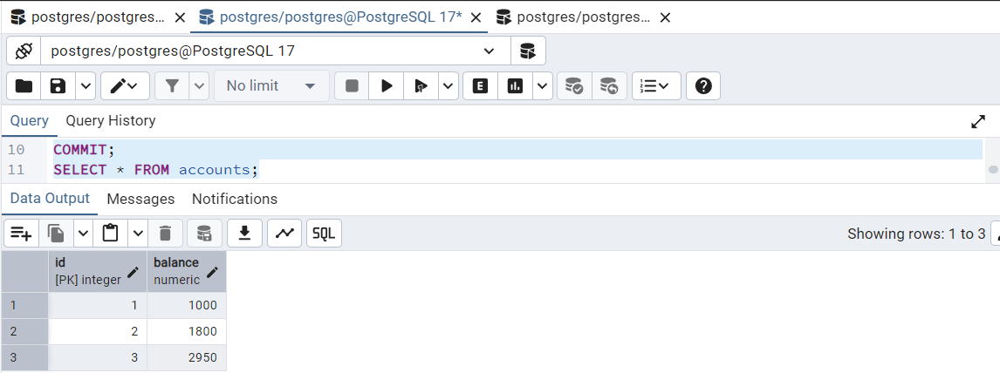 postgres/postgres... postgres/postgres@PostgreSQL 17* postgres/postgres...
postgres/postgres@PostgreSQL 17
No limit E
Query Query History
10 COMMIT;
11 SELECT * FROM accounts;
Data Output Messages Notifications
SQL Showing rows: 1 to 3
id balance
[PK] integer numeric
1 1 1000
2 2 1800
3 3 2950